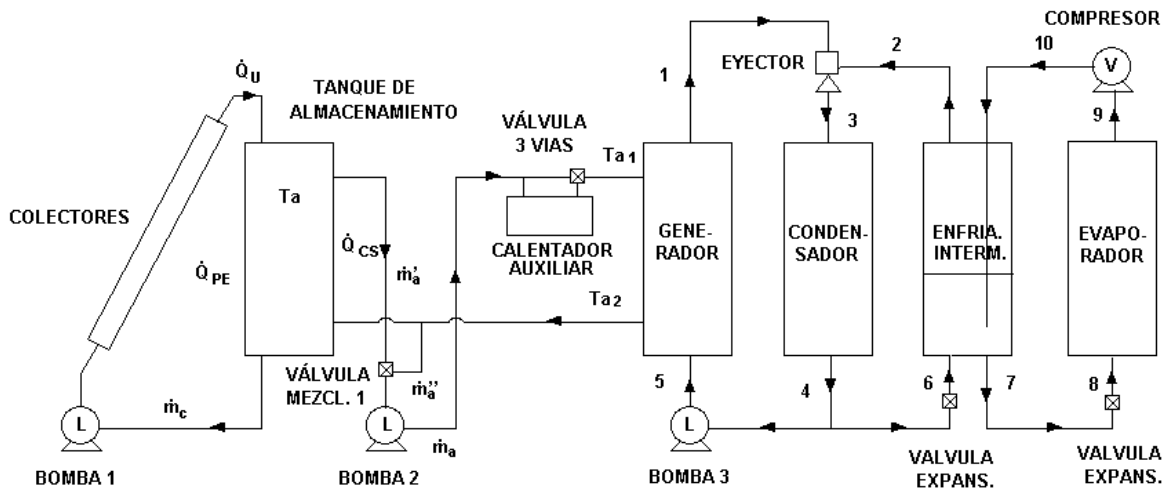 COMPRESOR
10
V
2
EYECTOR
1
Q̇U
TANQUE DE
ALMACENAMIENTO
9
3
VÁLVULA
3 VIAS
Ta1
Ta
COLECTORES
GENE-
RADOR
CONDEN-
SADOR
ENFRIA.
INTERM.
EVAPO-
RADOR
Q̇CS
CALENTADOR
AUXILIAR
Q̇PE
ṁa'
Ta2
5
4
6
7
8
VÁLVULA
MEZCL. 1
ṁa''
ṁc
L
L
ṁa
L
BOMBA 1
BOMBA 2
BOMBA 3
VALVULA
EXPANS.
VALVULA
EXPANS.